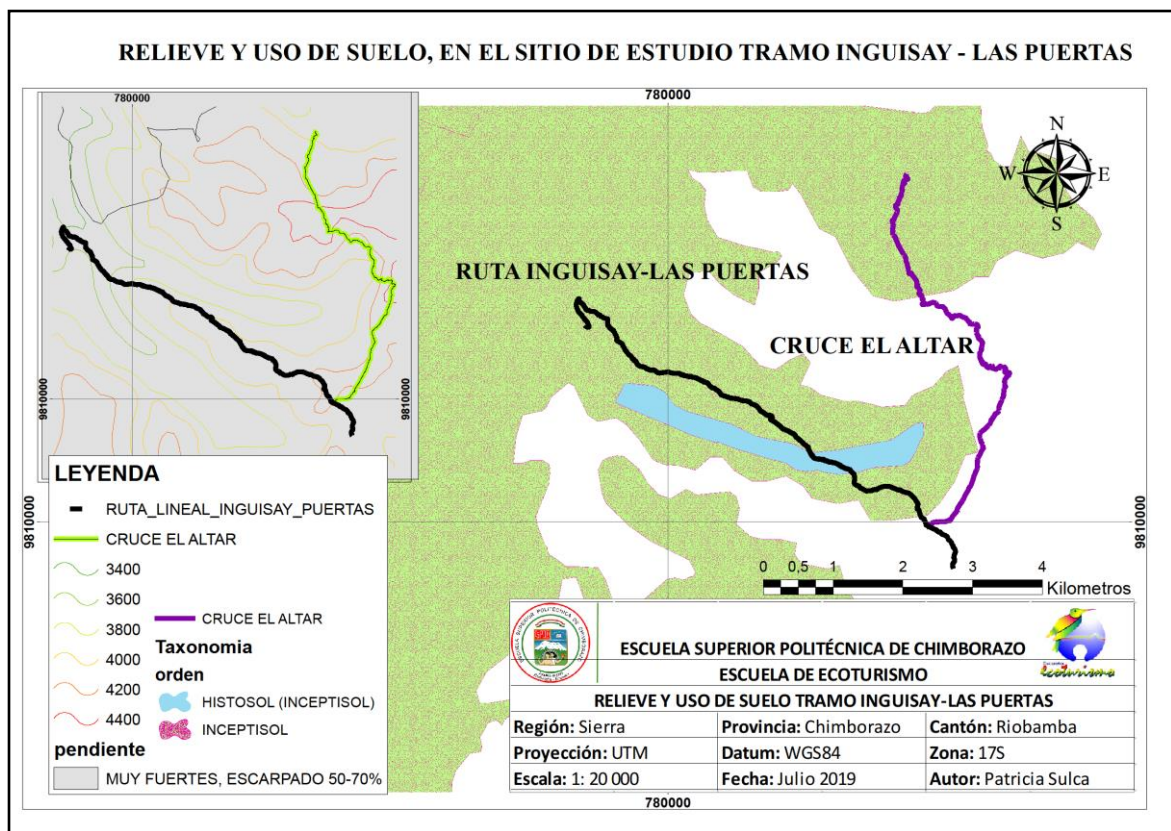 RELIEVE Y USO DE SUELO, EN EL SITIO DE ESTUDIO TRAMO INGUISAY - LAS PUERTAS
780000
780000
9810000
9810000
N
W
E
S
RUTA INGUISAY-LAS PUERTAS
CRUCE EL ALTAR
9810000
9810000
LEYENDA
RUTA_LINEAL_INGUISAY_PUERTAS
CRUCE EL ALTAR
3400
3600
3800
4000
4200
4400
pendiente
MUY FUERTES, ESCARPADO 50-70%
CRUCE EL ALTAR
Taxonomia
orden
HISTOSOL (INCEPTISOL)
INCEPTISOL
0 0,5 1 2 3 4
Kilometros
ESCUELA SUPERIOR POLITÉCNICA DE CHIMBORAZO
ecoturismo
ESCUELA DE ECOTURISMO
RELIEVE Y USO DE SUELO TRAMO INGUISAY-LAS PUERTAS
Región: Sierra Provincia: Chimborazo Cantón: Riobamba
Proyección: UTM Datum: WGS84 Zona: 17S
Escala: 1: 20 000 Fecha: Julio 2019 Autor: Patricia Sulca
780000